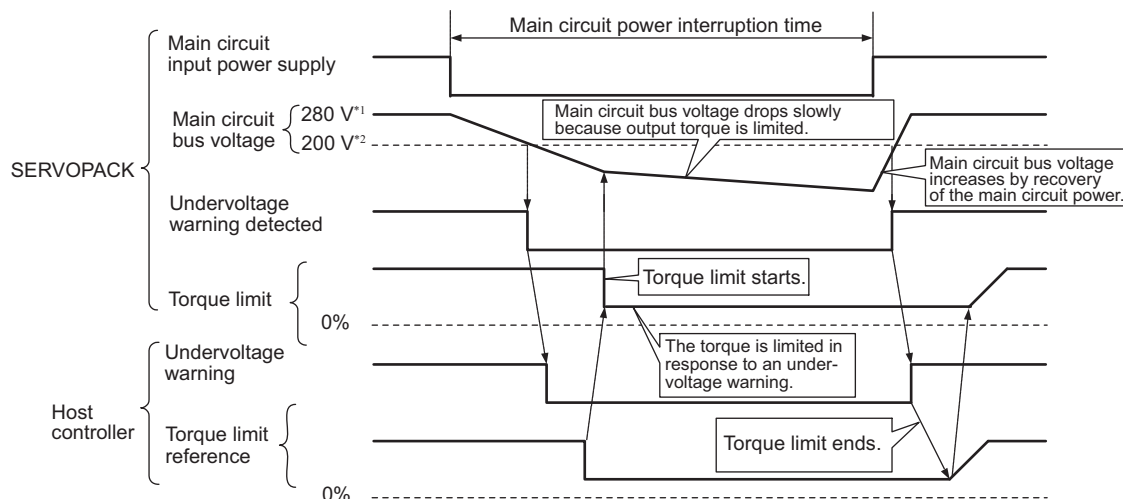 Main circuit power interruption time
Main circuit
input power supply
Main circuit
bus voltage
280 V*1
200 V*2
Main circuit bus voltage drops slowly
because output torque is limited.
Main circuit bus voltage
increases by recovery
of the main circuit power.
SERVOPACK
Undervoltage
warning detected
Torque limit starts.
Torque limit
0%
The torque is limited in
response to an under-
voltage warning.
Undervoltage
warning
Host
controller
Torque limit
reference
Torque limit ends.
0%